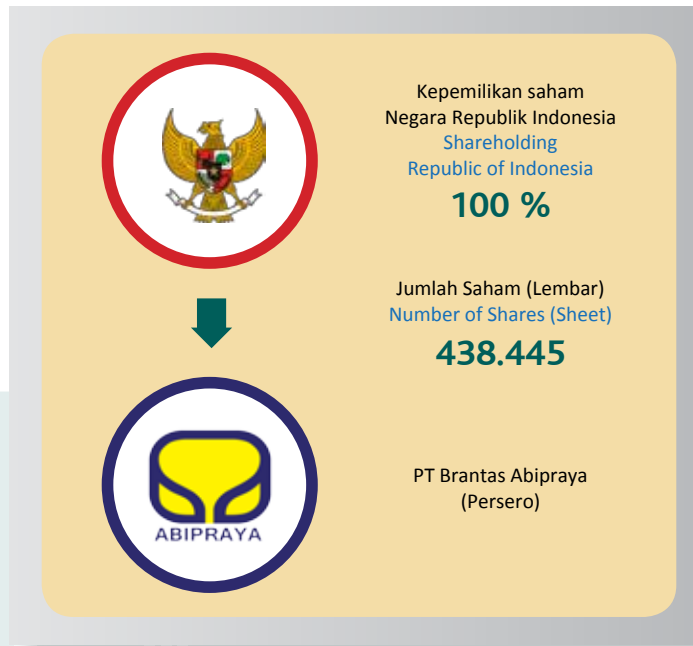 Kepemilikan saham
Negara Republik Indonesia
Shareholding
Republic of Indonesia
100 %
Jumlah Saham (Lembar)
Number of Shares (Sheet)
438.445
ABIPRAYA
PT Brantas Abipraya
(Persero)